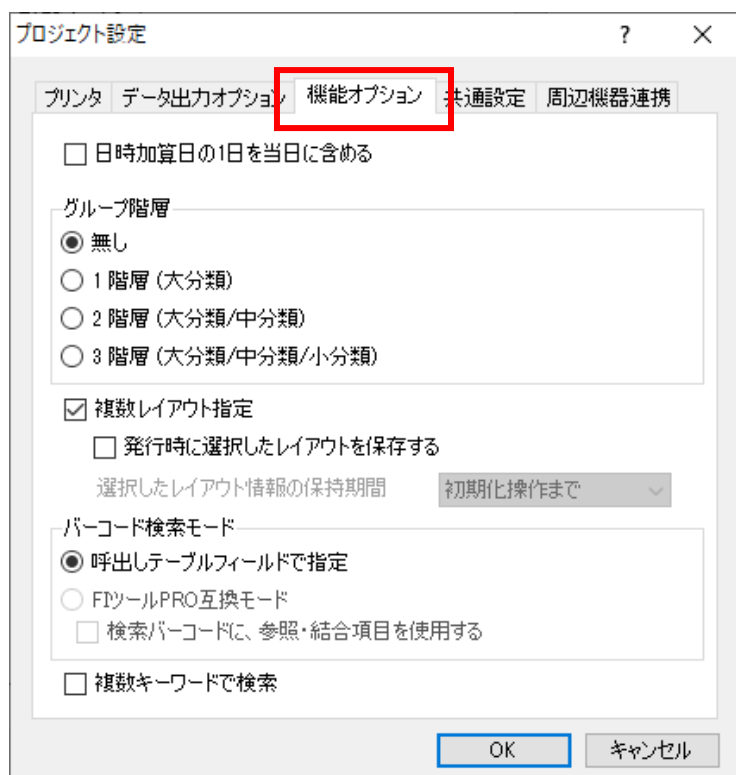 プロジェクト設定
プリンタ データ出力オプション 機能オプション 共通設定 周辺機器連携
日時加算日の1日を当日に含める
グループ階層
無し
1 階層 (大分類)
2 階層 (大分類/中分類)
3 階層 (大分類/中分類/小分類)
複数レイアウト指定
発行時に選択したレイアウトを保存する
選択したレイアウト情報の保持期間 初期化操作まで
バーコード検索モード
呼出しテーブルフィールドで指定
FIツールPRO互換モード
検索バーコードに、参照・結合項目を使用する
複数キーワードで検索
OK キャンセル